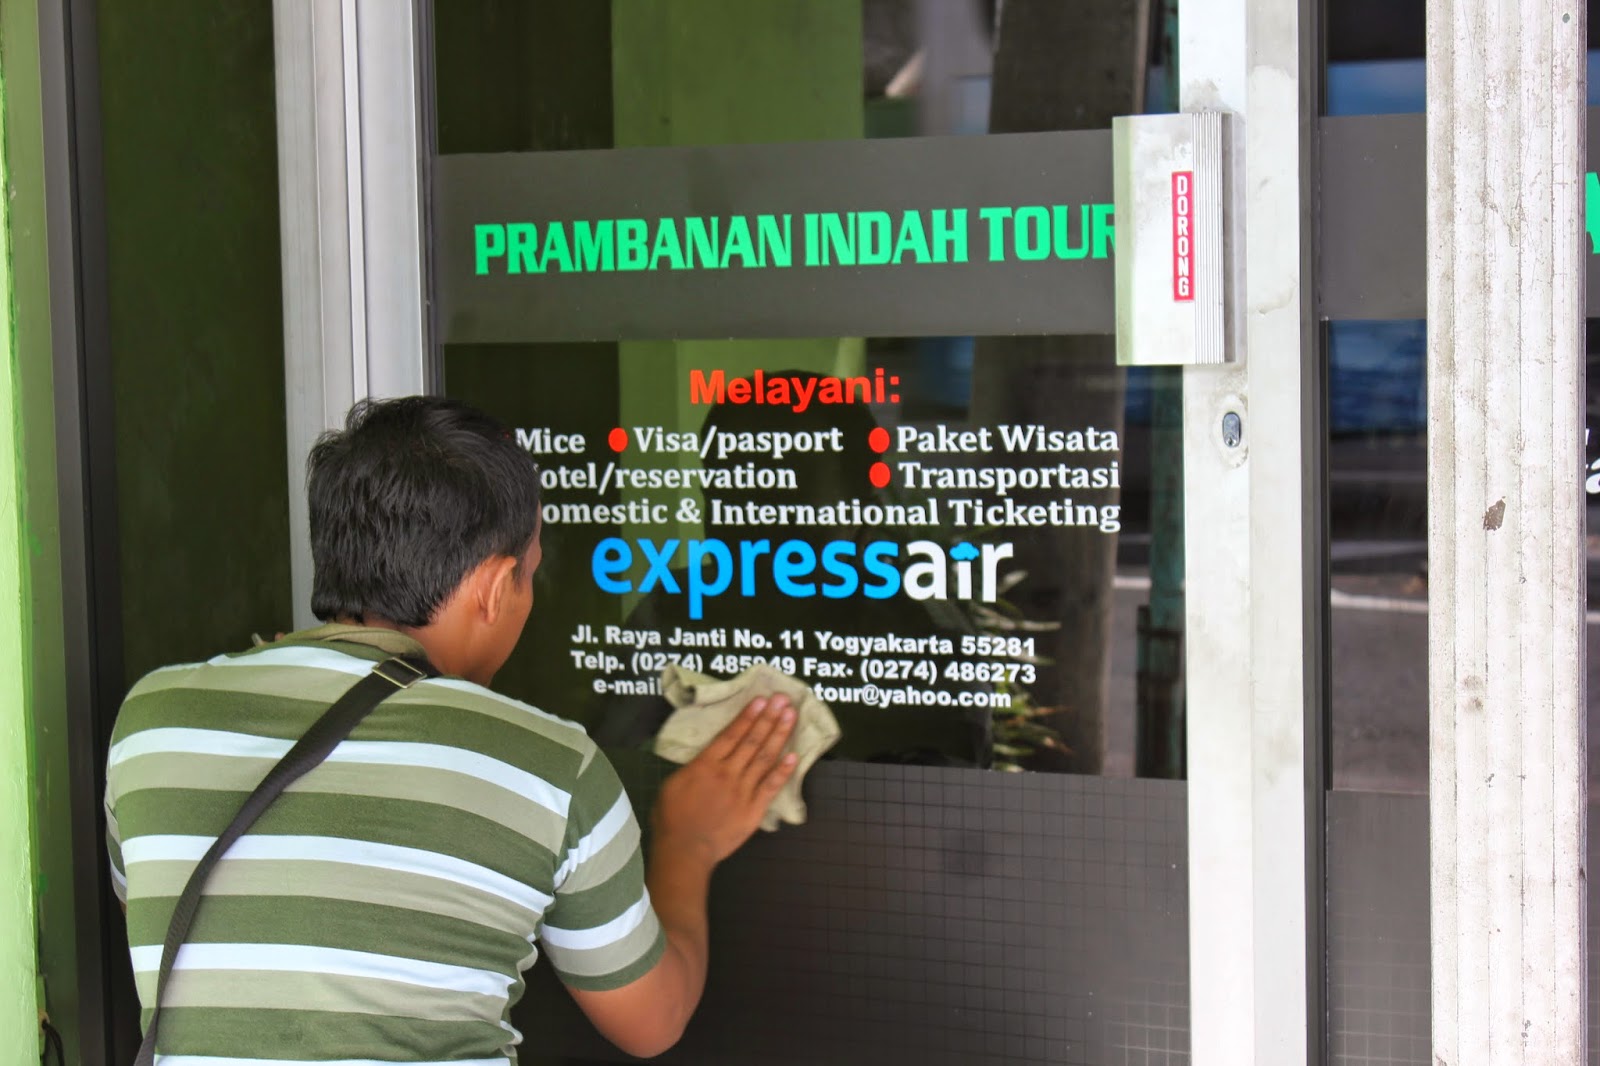 PRAMBANAN INDAH TOUR
DORONG
Melayani:
Mice • Visa/pasport • Paket Wisata
otel/reservation • Transportasi
omestic & International Ticketing
expressair
Jl. Raya Janti No. 11 Yogyakarta 55281
Telp. (0274) Fax. (0274) 486273
e-mail tour@yahoo.com